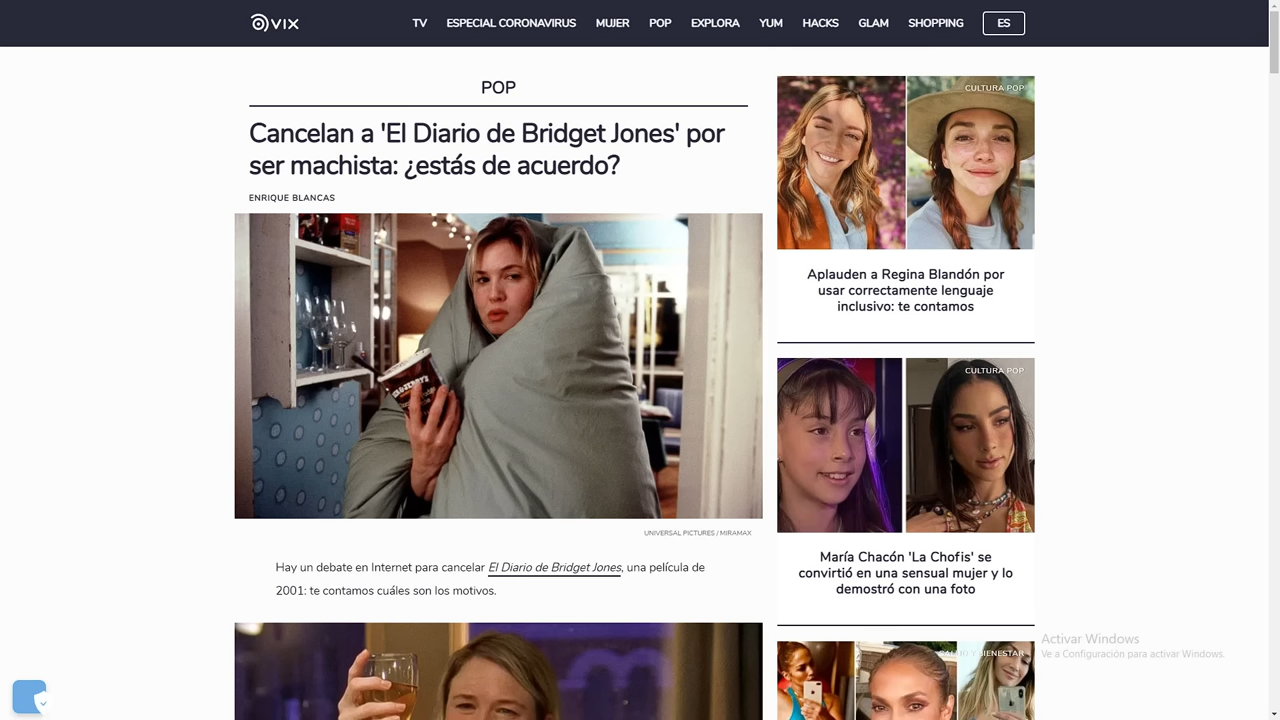 VIX
TV ESPECIAL CORONAVIRUS MUJER POP EXPLORA YUM HACKS GLAM SHOPPING ES
POP
Cancelan a 'El Diario de Bridget Jones' por
ser machista: ¿estás de acuerdo?
ENRIQUE BLANCAS
UNIVERSAL PICTURES / MIRAMAX
Hay un debate en Internet para cancelar El Diario de Bridget Jones, una película de
2001: te contamos cuáles son los motivos.
CULTURA POP
Aplauden a Regina Blandón por
usar correctamente lenguaje
inclusivo: te contamos
CULTURA POP
María Chacón 'La Chofis' se
convirtió en una sensual mujer y lo
demostró con una foto
SALUD Y BIENESTAR
Activar Windows
Ve a Configuración para activar Windows.